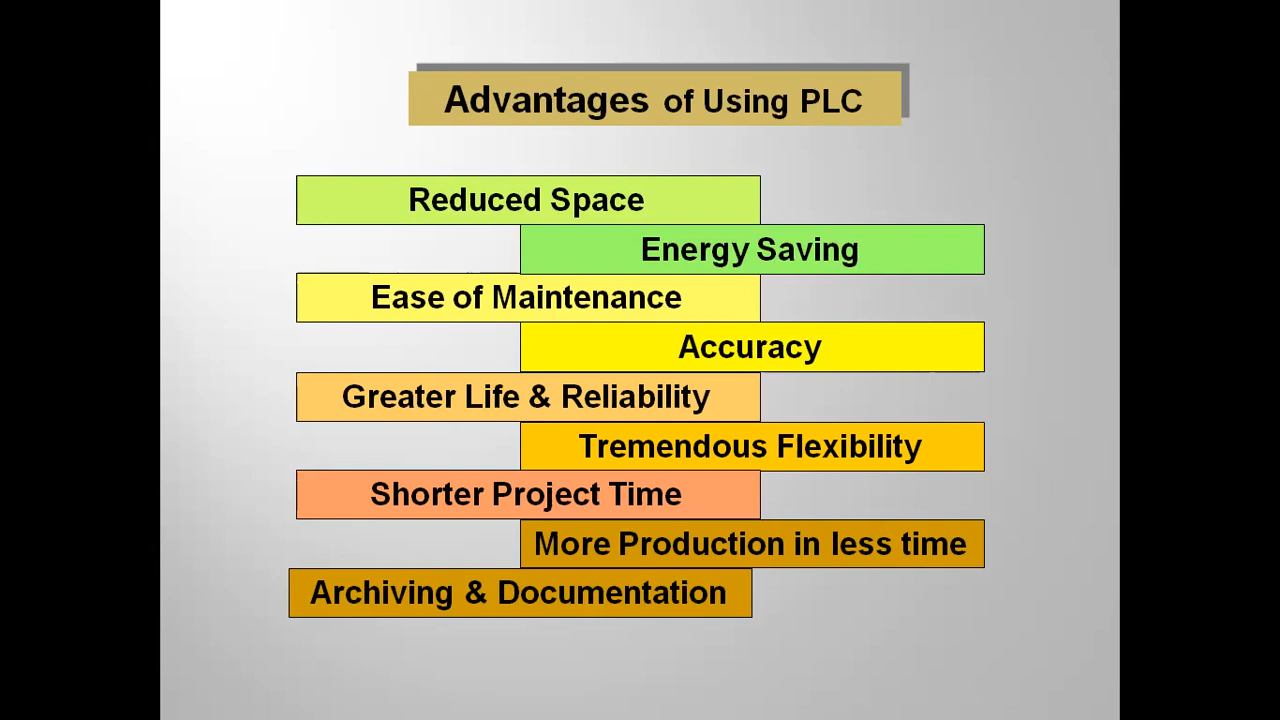 Advantages of Using PLC
Reduced Space
Energy Saving
Ease of Maintenance
Accuracy
Greater Life & Reliability
Tremendous Flexibility
Shorter Project Time
More Production in less time
Archiving & Documentation